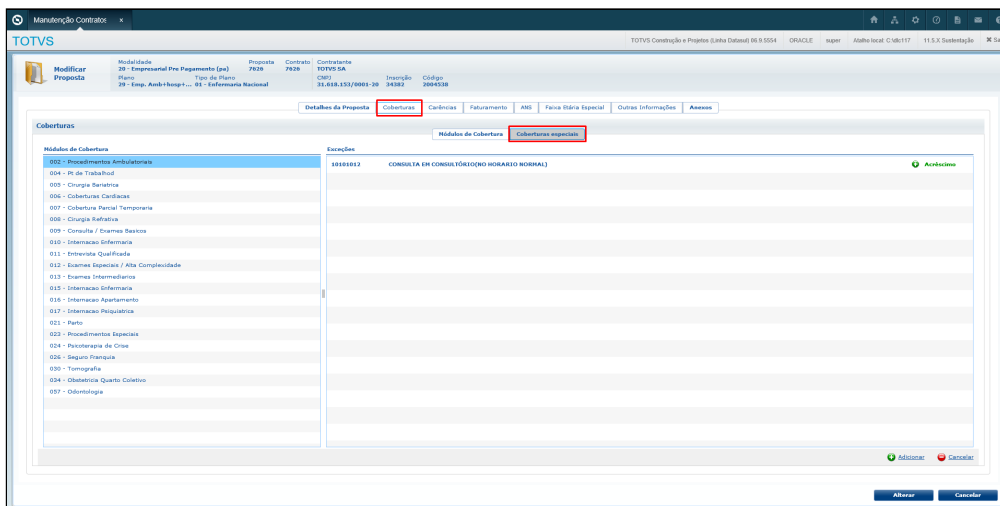 Manutenção Contratos x
TOTVS
TOTVS Construção e Projetos (Linha Datasul) 06.9.5554 ORACLE super Atalho local: C:\dlc117 11.5.X Sustentação
Modificar Proposta
Modalidade Proposta Contrato Contratante
20 - Empresarial Pre Pagamento (pa) 7626 7626 TOTVS SA
Plano Tipo de Plano CNPJ Inscrição Código
29 - Emp. Amb+hosp+... 01 - Enfermaria Nacional 31.618.153/0001-20 34382 2004538
Detalhes da Proposta Coberturas Carências Faturamento ANS Faixa Etária Especial Outras Informações Anexos
Coberturas
Módulos de Cobertura Coberturas especiais
Módulos de Cobertura Exceções
002 - Procedimentos Ambulatoriais
10101012 CONSULTA EM CONSULTÓRIO(NO HORARIO NORMAL) Acréscimo
004 - Pt de Trabalhod
005 - Cirurgia Bariatrica
006 - Coberturas Cardiacas
007 - Cobertura Parcial Temporaria
008 - Cirurgia Refrativa
009 - Consulta / Exames Basicos
010 - Internacao Enfermaria
011 - Entrevista Qualificada
012 - Exames Especiais / Alta Complexidade
013 - Exames Intermediarios
015 - Internacao Enfermaria
016 - Internacao Apartamento
017 - Internacao Psiquiatrica
021 - Parto
023 - Procedimentos Especiais
024 - Psicoterapia de Crise
026 - Seguro Franquia
030 - Tomografia
034 - Obstetricia Quarto Coletivo
057 - Odontologia
Adicionar Cancelar
Alterar Cancelar